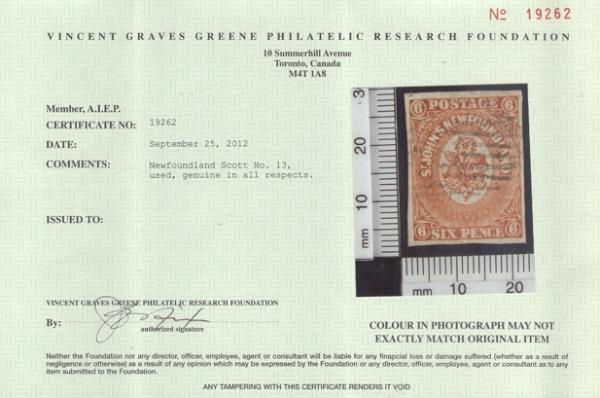 No 19262
VINCENT GRAVES GREENE PHILATELIC RESEARCH FOUNDATION
10 Summerhill Avenue
Toronto, Canada
M4T 1A8
Member, A.I.E.P.
CERTIFICATE NO: 19262
DATE: September 25, 2012
COMMENTS: Newfoundland Scott No. 13,
used, genuine in all respects.
ISSUED TO:
30
20
10
mm
6 POSTAGE 6
ST. JOHN'S NEWFOUNDLAND
6 SIX PENCE 6
mm 10 20
VINCENT GRAVES GREENE PHILATELIC RESEARCH FOUNDATION
By:
authorized signature
COLOUR IN PHOTOGRAPH MAY NOT
EXACTLY MATCH ORIGINAL ITEM
Neither the Foundation nor any director, officer, employee, agent or consultant will be liable for any financial loss or damage suffered (whether as a result of
negligence or otherwise) as a result of any opinion which may be expressed by the Foundation or any director, officer, employee, agent or consultant as to any
item submitted to the Foundation.
ANY TAMPERING WITH THIS CERTIFICATE RENDERS IT VOID